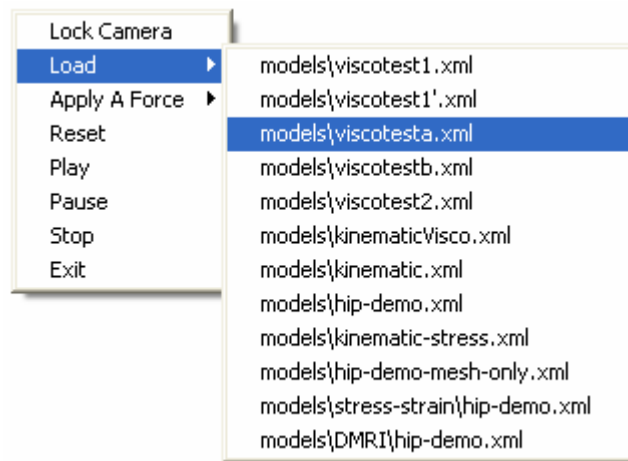 Lock Camera
Load
Apply A Force
Reset
Play
Pause
Stop
Exit
models\viscotest1.xml
models\viscotest1'.xml
models\viscotesta.xml
models\viscotestb.xml
models\viscotest2.xml
models\kinematicVisco.xml
models\kinematic.xml
models\hip-demo.xml
models\kinematic-stress.xml
models\hip-demo-mesh-only.xml
models\stress-strain\hip-demo.xml
models\DMRI\hip-demo.xml